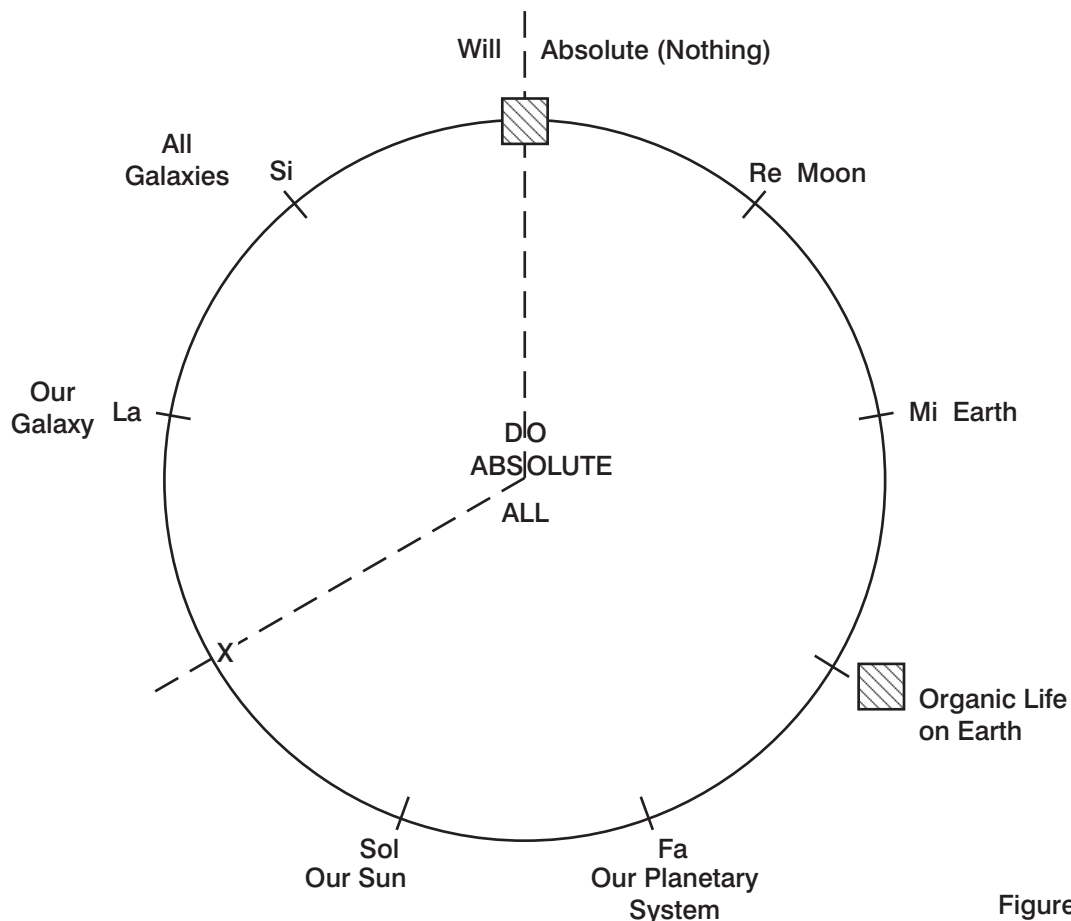 Will Absolute (Nothing)
All
Galaxies Si
Re Moon
Our
Galaxy La
Mi Earth
DO
ABSOLUTE
ALL
X
Organic Life
on Earth
Sol
Our Sun
Fa
Our Planetary
System
Figure